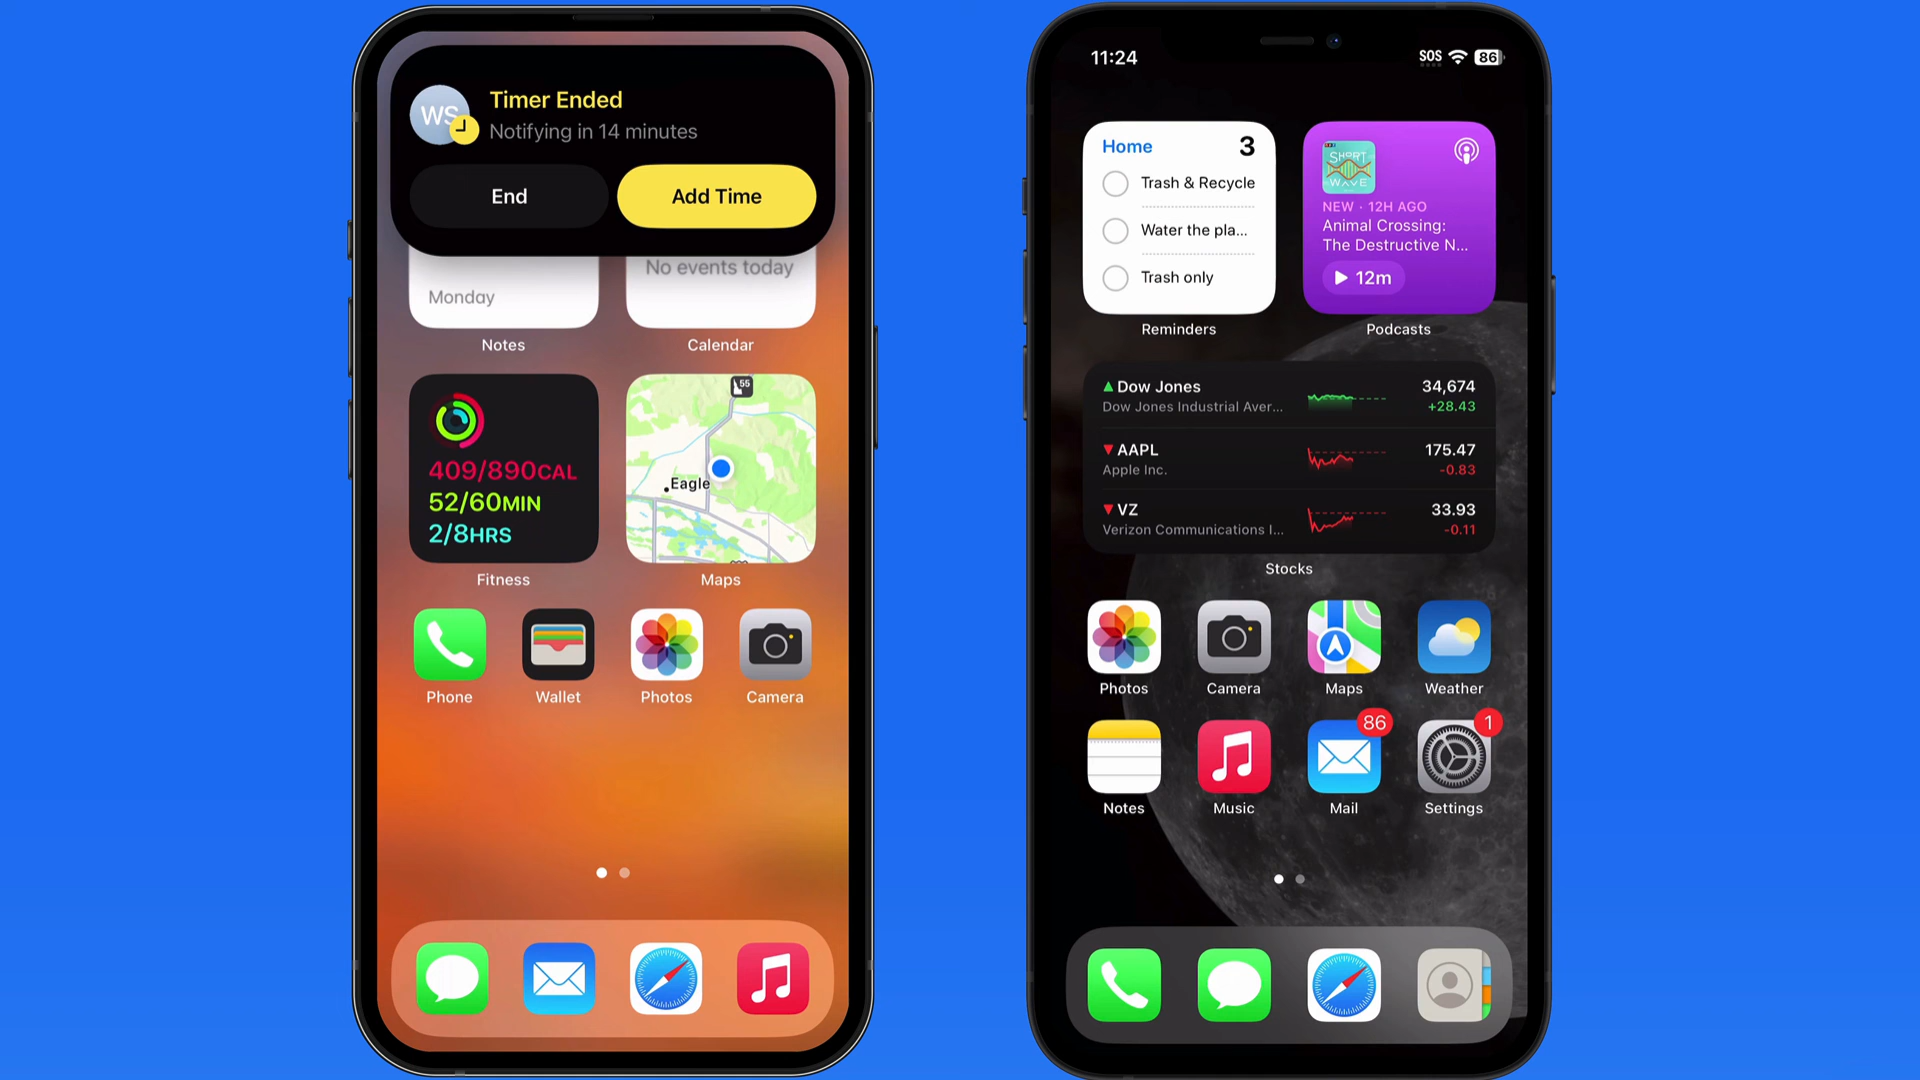 WS
Timer Ended
Notifying in 14 minutes
End
Add Time
Monday
No events today
Notes
Calendar
409/890CAL
52/60MIN
2/8HRS
Fitness
55
Eagle
Maps
Phone
Wallet
Photos
Camera
11:24
SOS
86
Home
3
Trash & Recycle
Water the pla...
Trash only
Reminders
SHORT
WAVE
NEW · 12H AGO
Animal Crossing:
The Destructive N...
12m
Podcasts
Dow Jones
34,674
Dow Jones Industrial Aver...
+28.43
AAPL
175.47
Apple Inc.
-0.83
VZ
33.93
Verizon Communications I...
-0.11
Stocks
Photos
Camera
Maps
Weather
86
1
Notes
Music
Mail
Settings